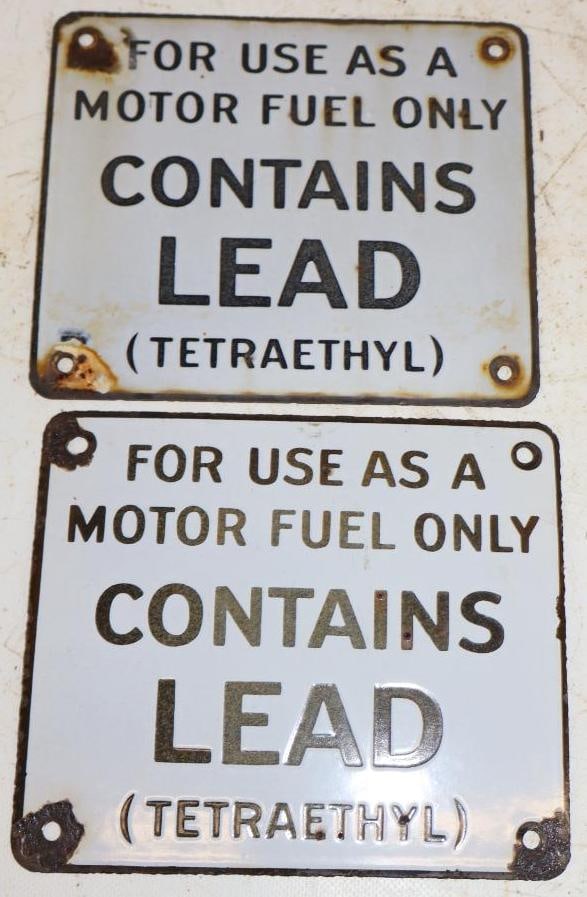 FOR USE AS A
MOTOR FUEL ONLY
CONTAINS
LEAD
(TETRAETHYL)
FOR USE AS A
MOTOR FUEL ONLY
CONTAINS
LEAD
(TETRAETHYL)